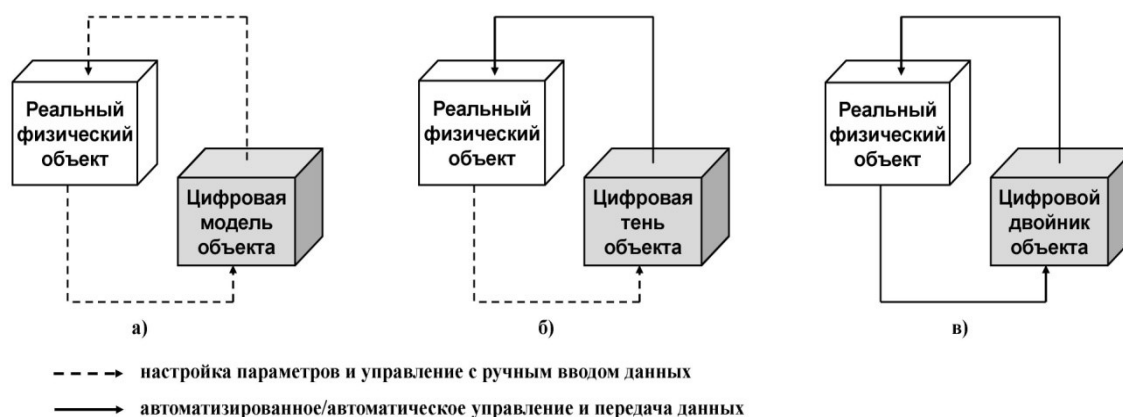 Реальный
физический
объект
Цифровая
модель
объекта
а)
Реальный
физический
объект
Цифровая
тень
объекта
б)
Реальный
физический
объект
Цифровой
двойник
объекта
в)
настройка параметров и управление с ручным вводом данных
автоматизированное/автоматическое управление и передача данных